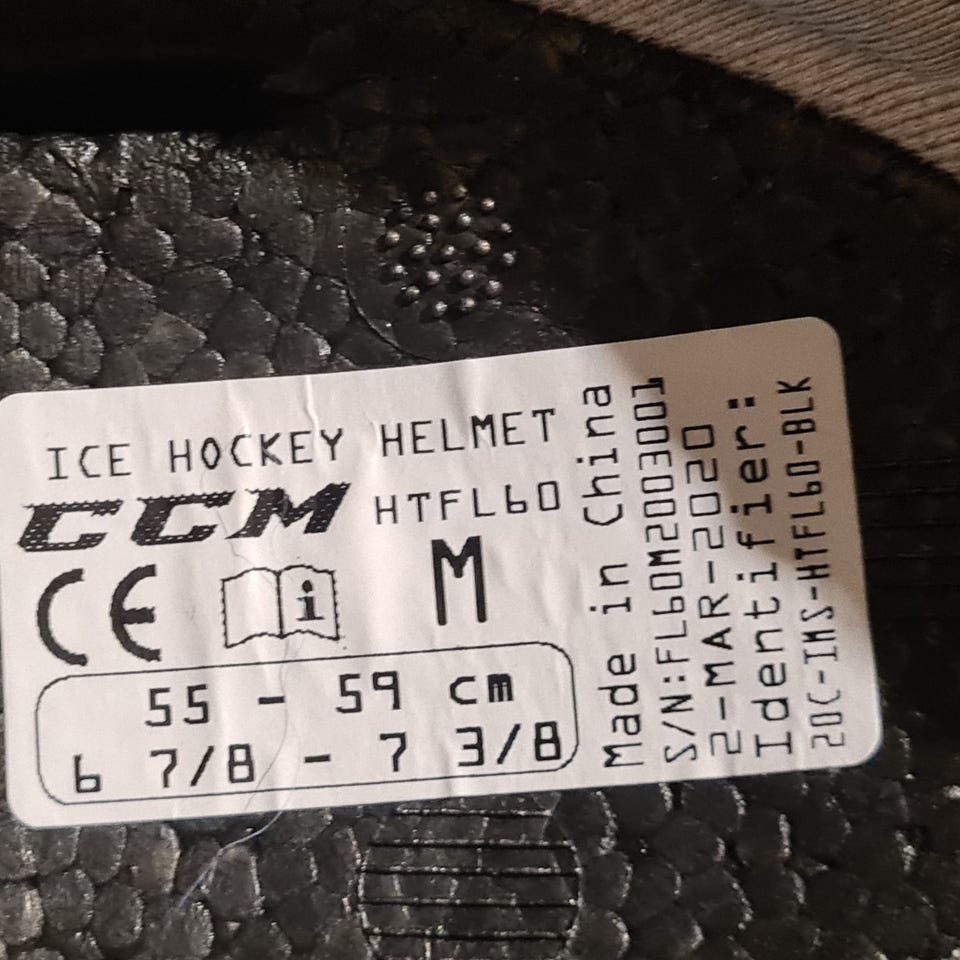 ICE HOCKEY HELMET
CCM HTFL60
CE i M
55 - 59 cm
6 7/8 - 7 3/8
Made in China
S/N:FL60M2003001
2-MAR-2020
Identifier:
20C-IMS-HTFL60-BLK